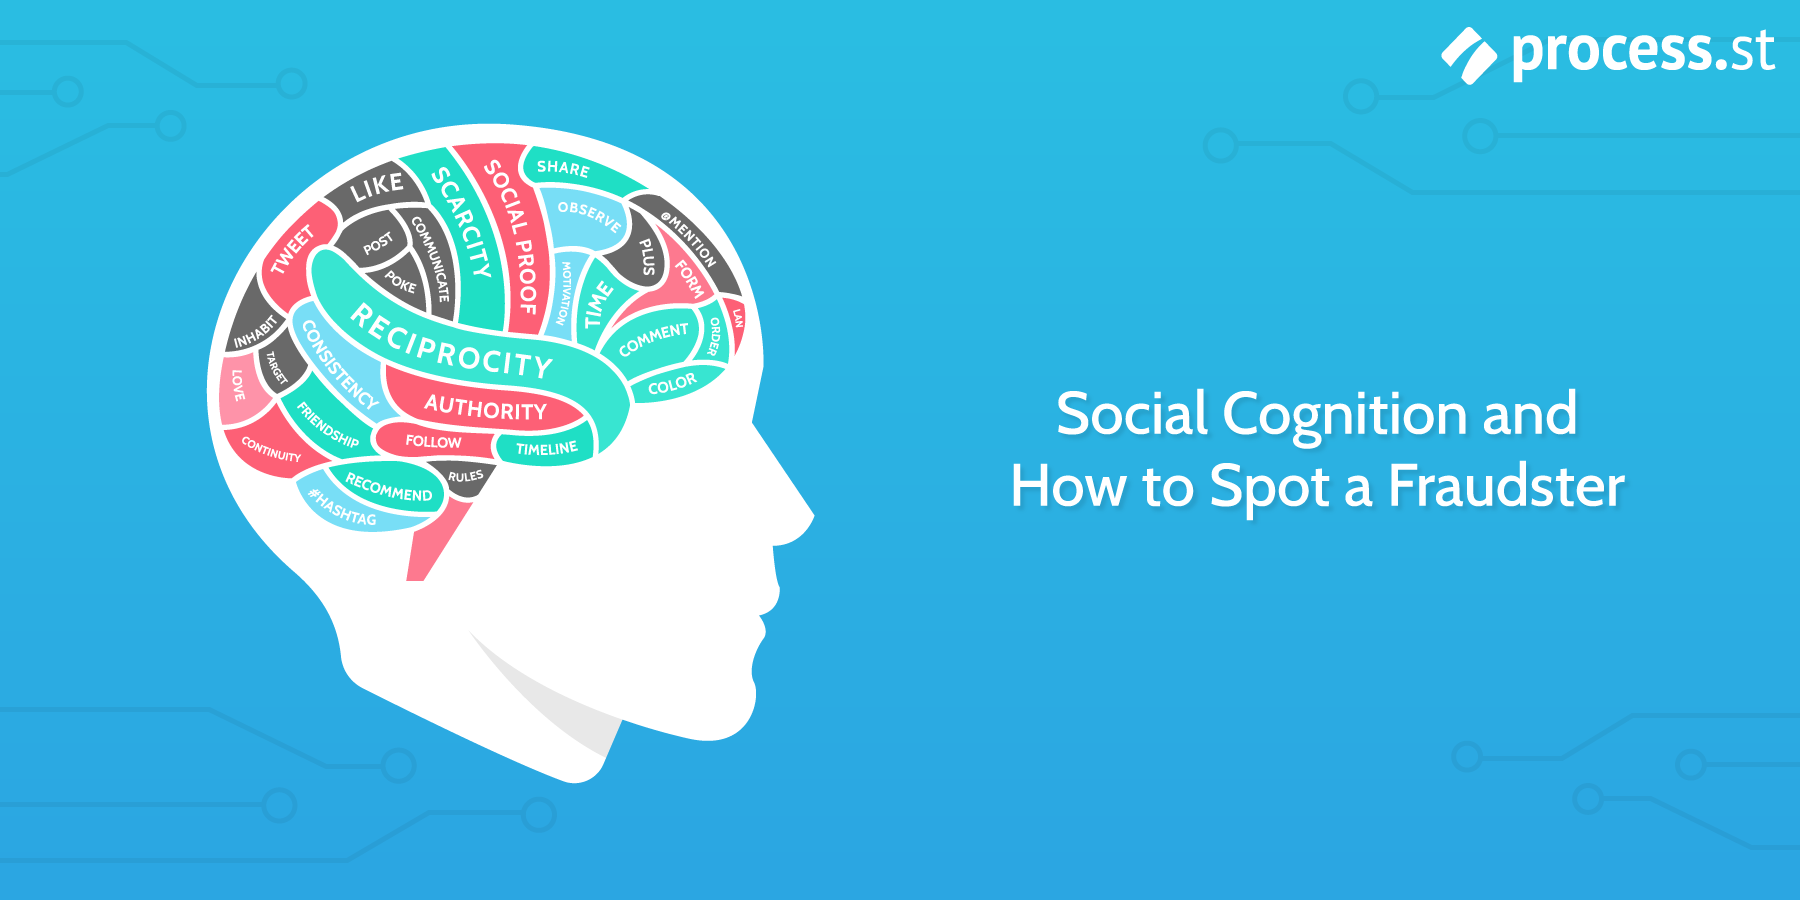 process.st
SHARE
LIKE
SCARCITY
SOCIAL PROOF
OBSERVE
@MENTION
TWEET
POST
COMMUNICATE
PLUS
POKE
MOTIVATION
TIME
FORM
INHABIT
RECIPROCITY
COMMENT
ORDER
LAN
TARGET
CONSISTENCY
LOVE
COLOR
AUTHORITY
FRIENDSHIP
FOLLOW
TIMELINE
CONTINUITY
RECOMMEND
RULES
#HASHTAG
Social Cognition and
How to Spot a Fraudster